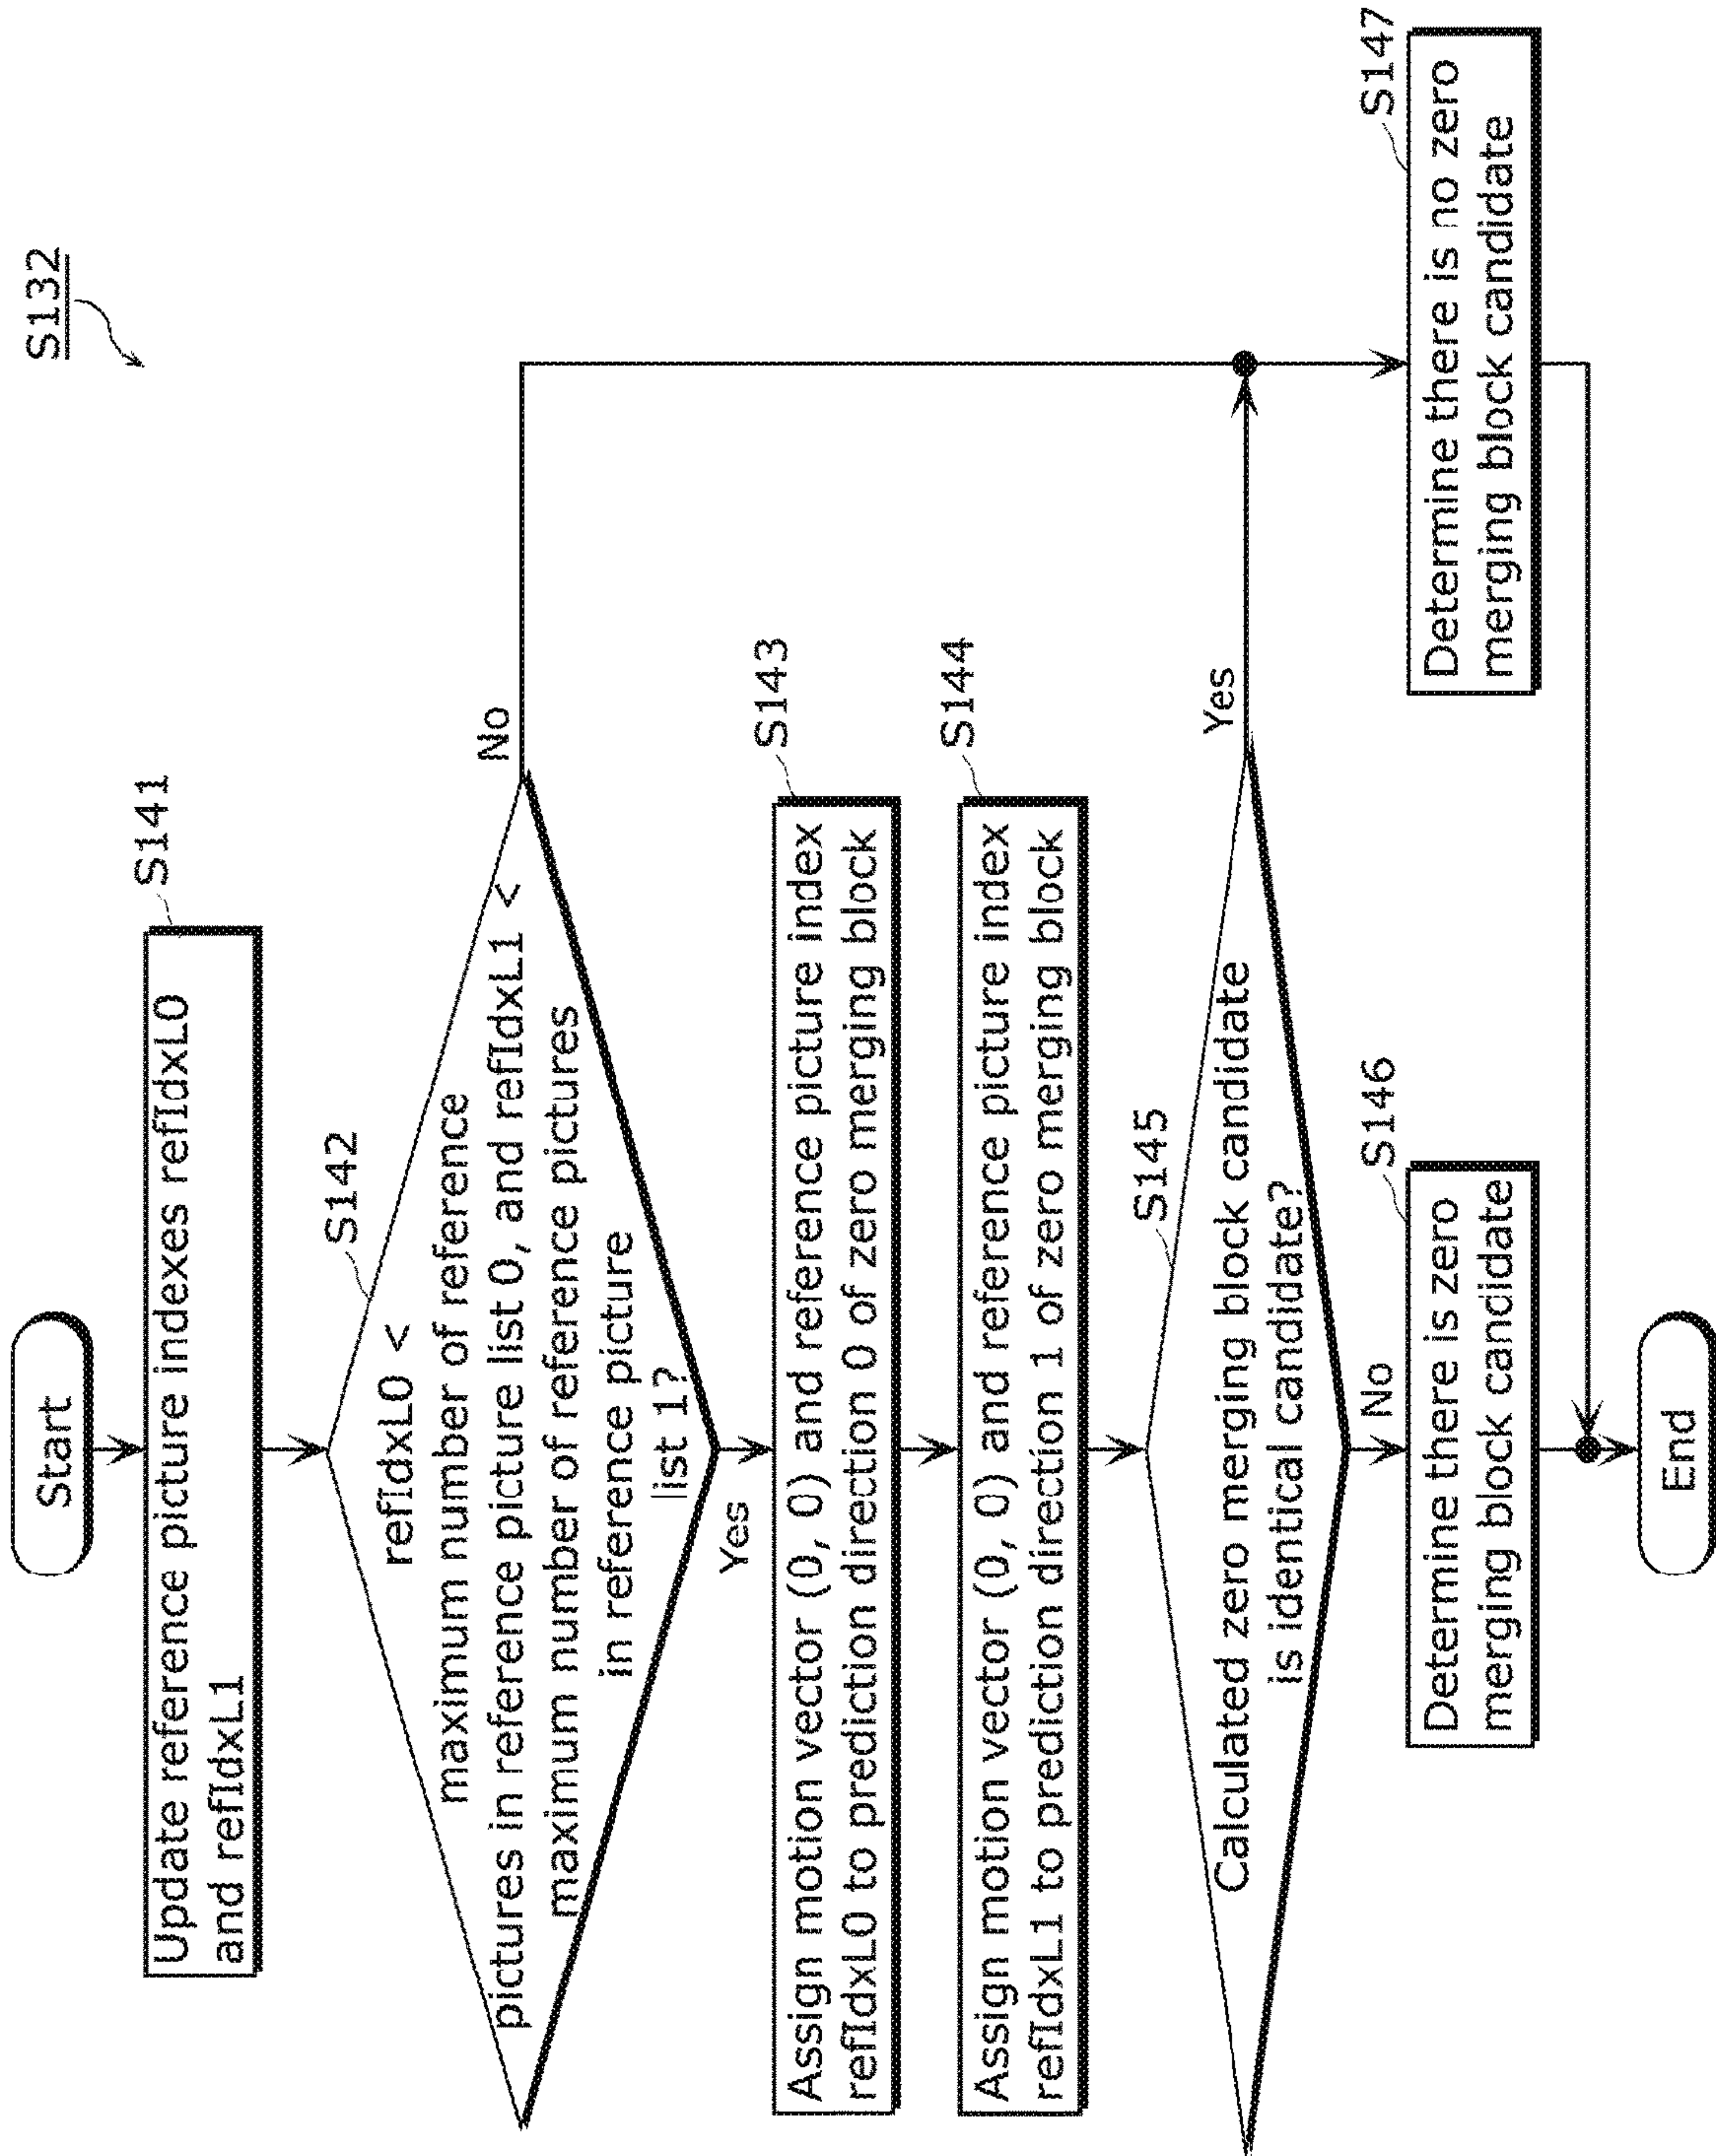 S132
Start
S141
Update reference picture indexes refIdxL0
and refIdxL1
S142
refIdxL0 <
maximum number of reference
pictures in reference picture list 0, and refIdxL1 <
maximum number of reference pictures
in reference picture
list 1?
No
Yes
S143
Assign motion vector (0, 0) and reference picture index
refIdxL0 to prediction direction 0 of zero merging block
S144
Assign motion vector (0, 0) and reference picture index
refIdxL1 to prediction direction 1 of zero merging block
S145
Calculated zero merging block candidate
is identical candidate?
Yes
No
S146
Determine there is zero
merging block candidate
S147
Determine there is no zero
merging block candidate
End